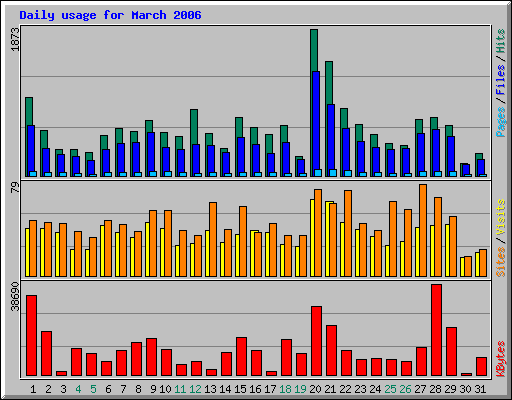 Daily usage for March 2006
1873
Pages / Files / Hits
79
Sites / Visits
38690
KBytes
1 2 3 4 5 6 7 8 9 10 11 12 13 14 15 16 17 18 19 20 21 22 23 24 25 26 27 28 29 30 31